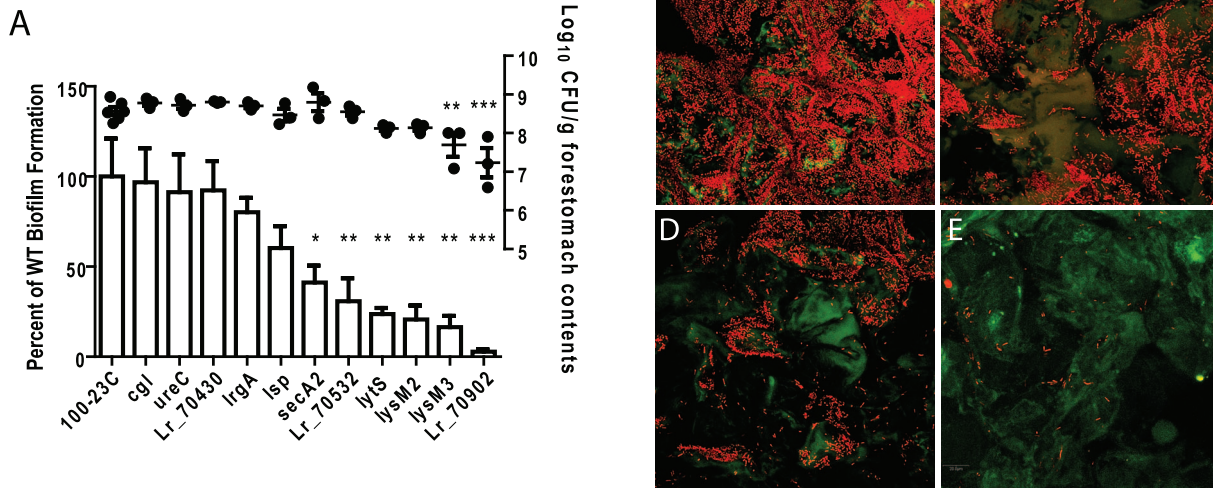 A
Percent of WT Biofilm Formation
150
100
50
0
Log10 CFU/g forestomach contents
10
9
8
7
6
5
** ***
* ** ** ** ** ***
100-23C
cgl
ureC
Lr_70430
lrgA
lsp
secA2
Lr_70532
lytS
lysM2
lysM3
Lr_70902
D
E